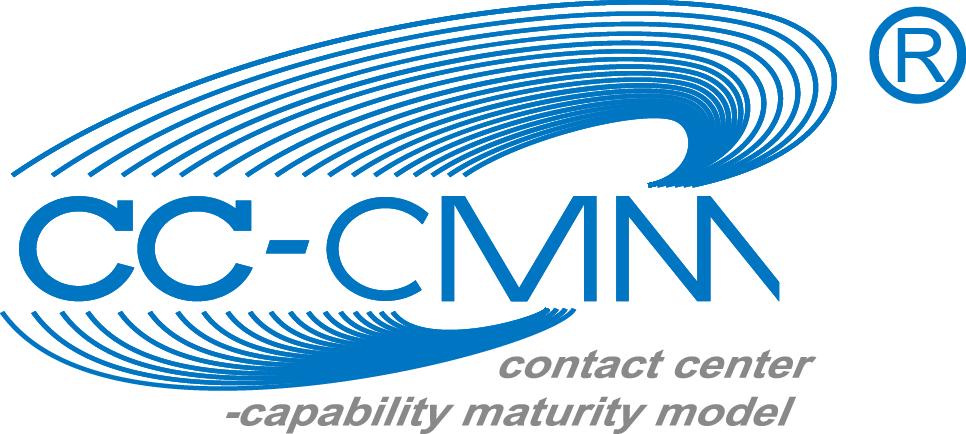 ®
CC-CMM
contact center
-capability maturity model